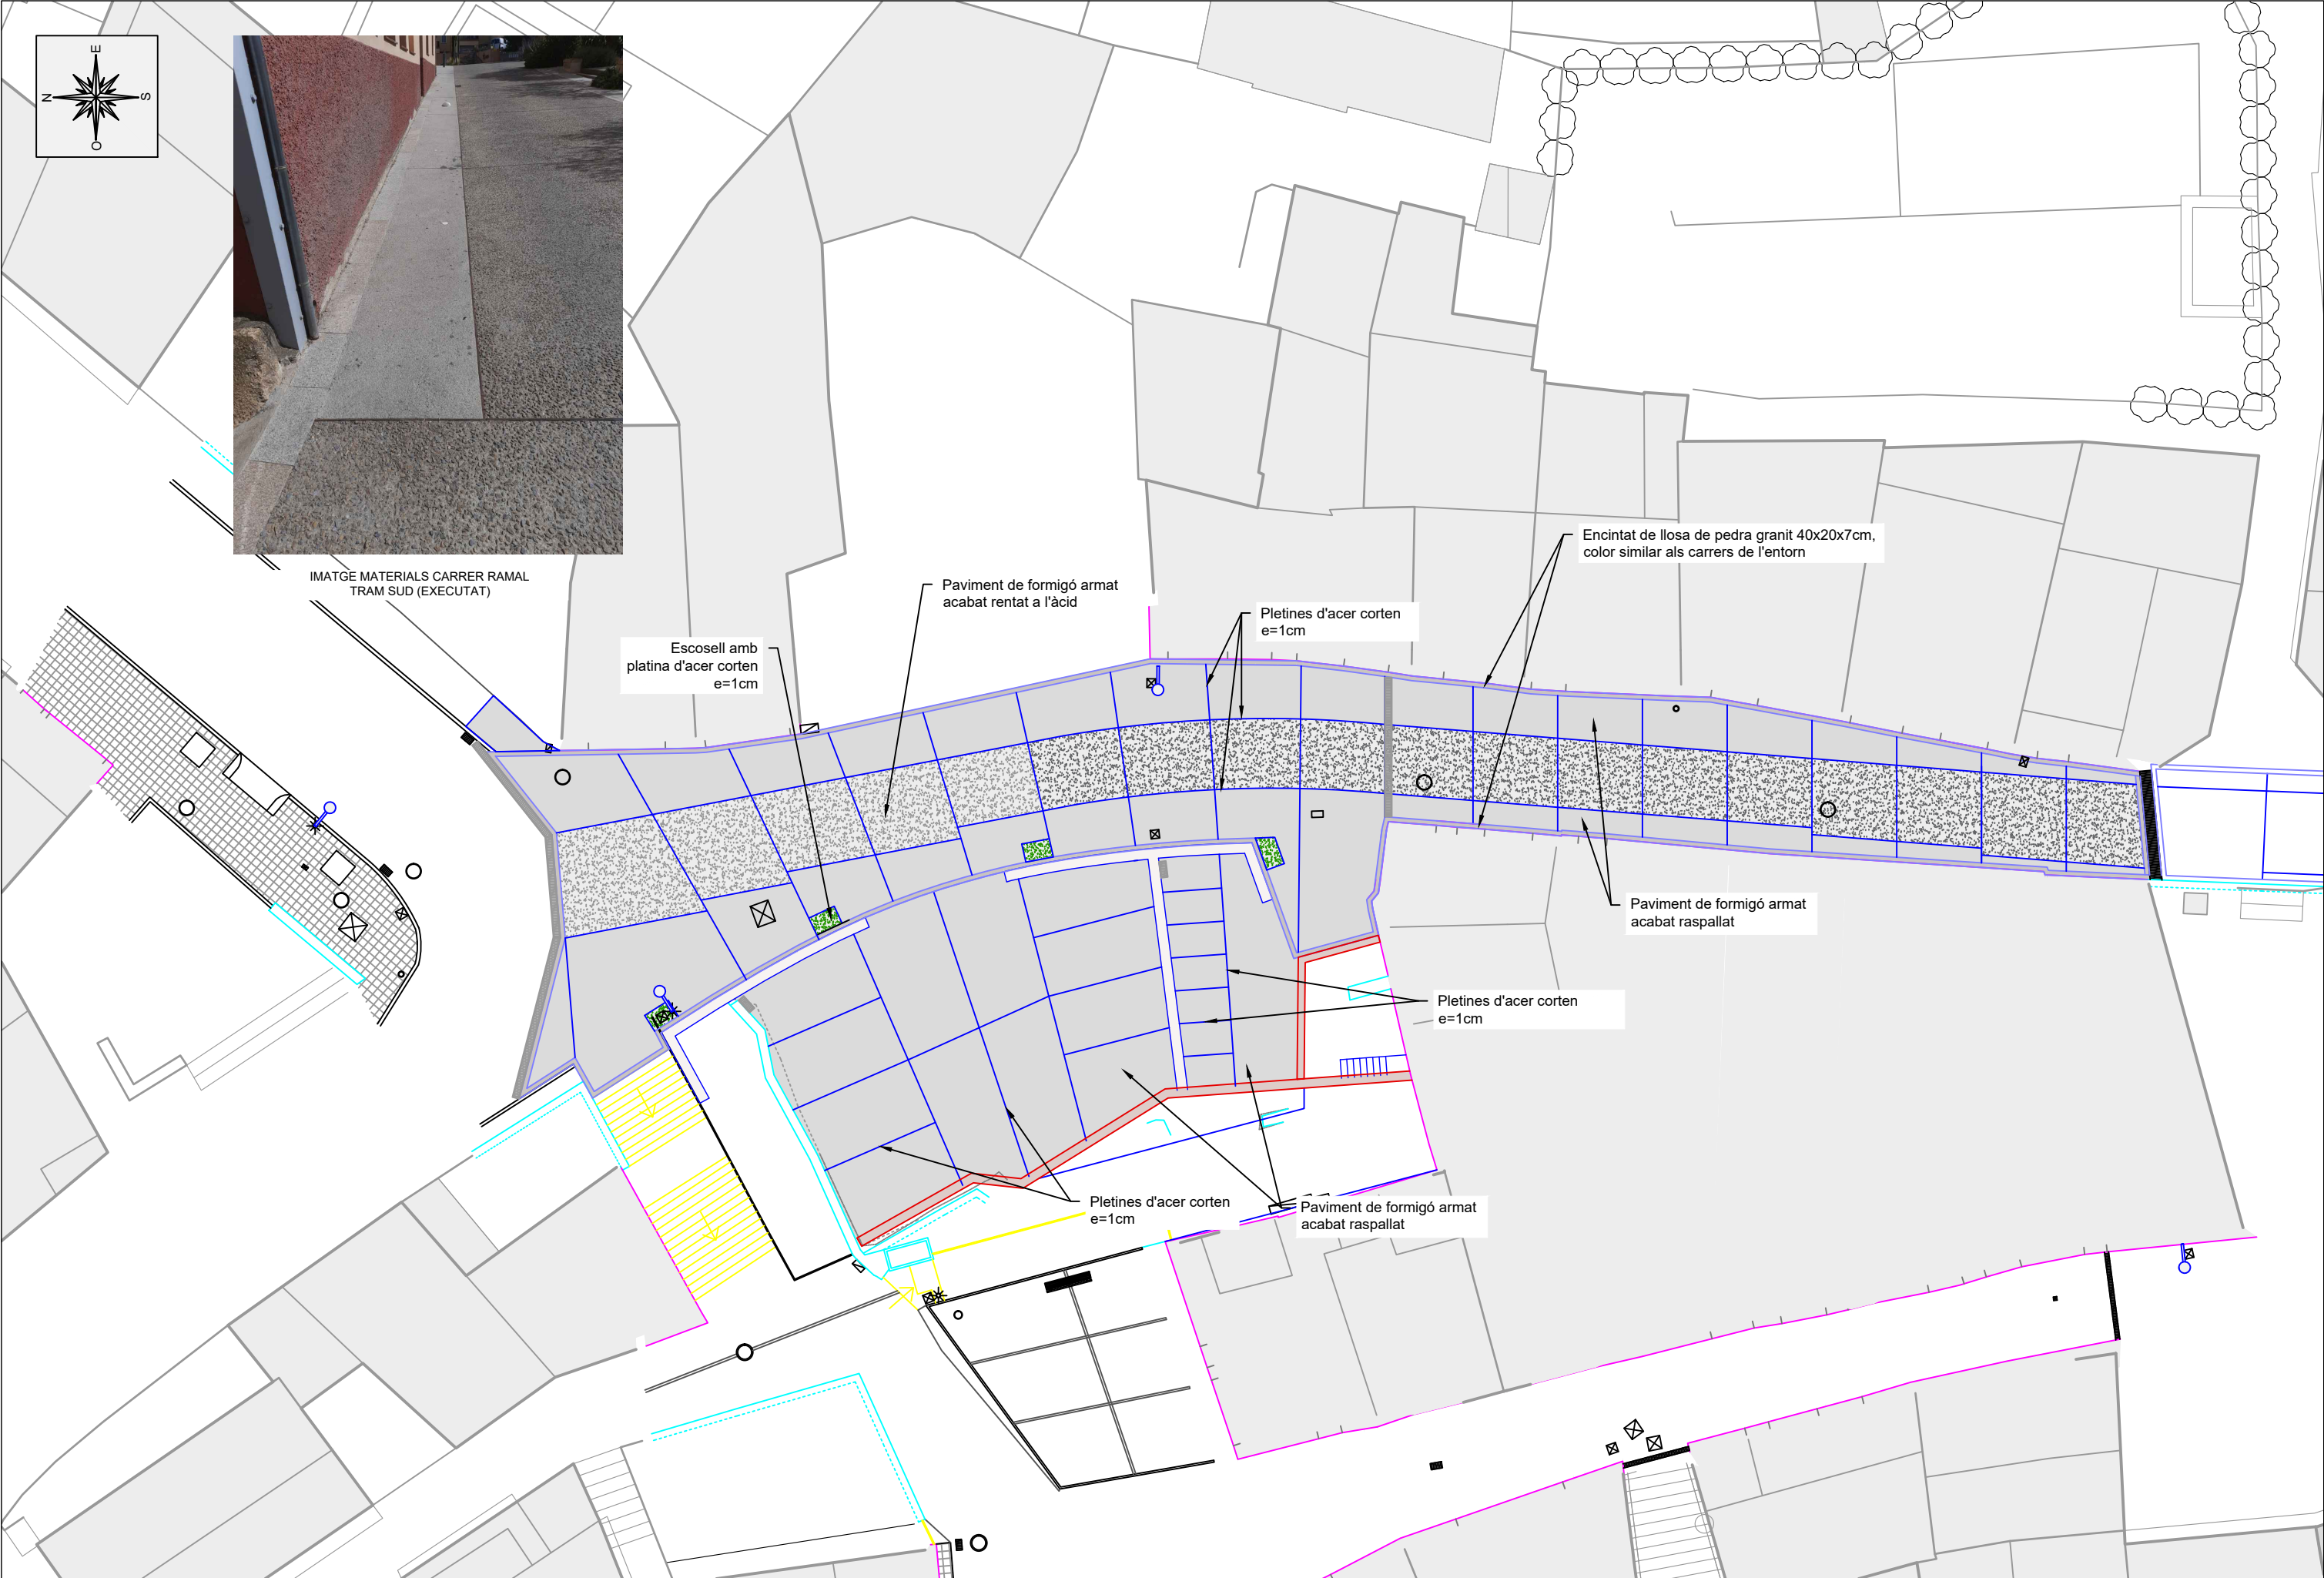 E
N
S
O
IMATGE MATERIALS CARRER RAMAL
TRAM SUD (EXECUTAT)
Encintat de llosa de pedra granit 40x20x7cm,
color similar als carrers de l'entorn
Paviment de formigó armat
acabat rentat a l'àcid
Pletines d'acer corten
e=1cm
Escosell amb
platina d'acer corten
e=1cm
Paviment de formigó armat
acabat raspallat
Pletines d'acer corten
e=1cm
Pletines d'acer corten
e=1cm
Paviment de formigó armat
acabat raspallat